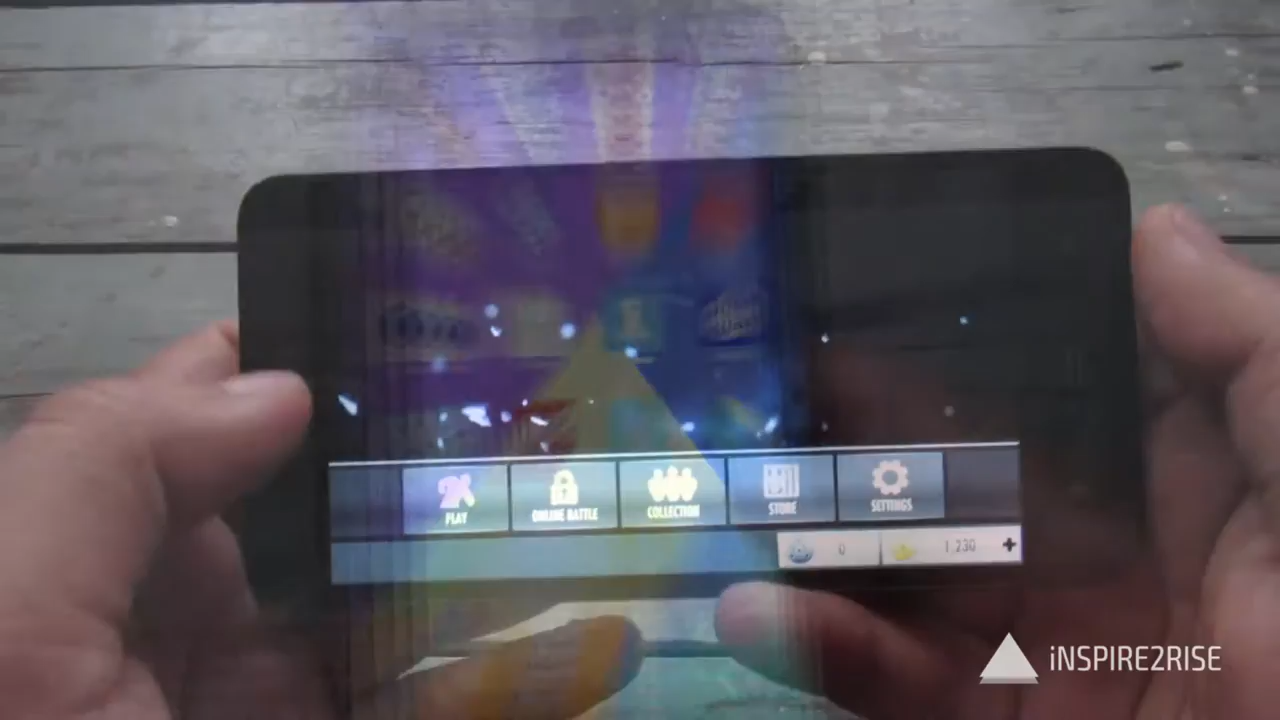 PLAY
ONLINE BATTLE
COLLECTION
STORE
SETTINGS
0
1,230 +
iNSPIRE2RISE